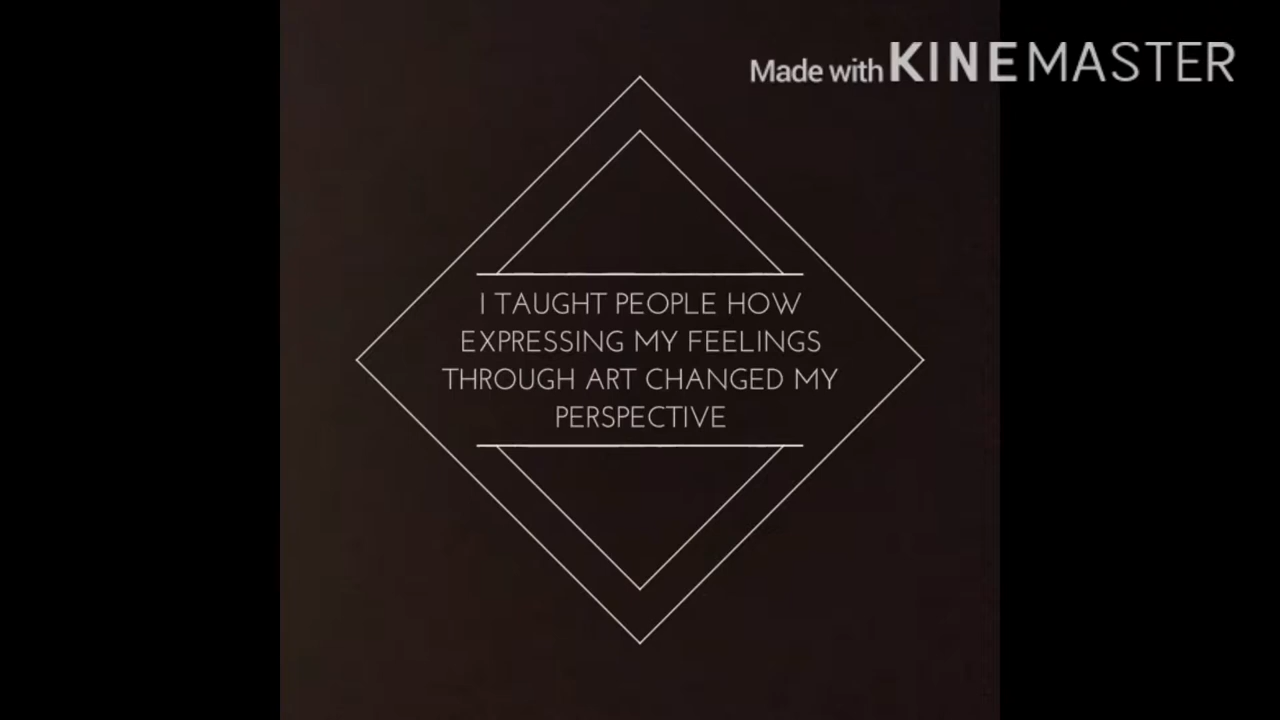 Made with KINEMASTER
I TAUGHT PEOPLE HOW
EXPRESSING MY FEELINGS
THROUGH ART CHANGED MY
PERSPECTIVE